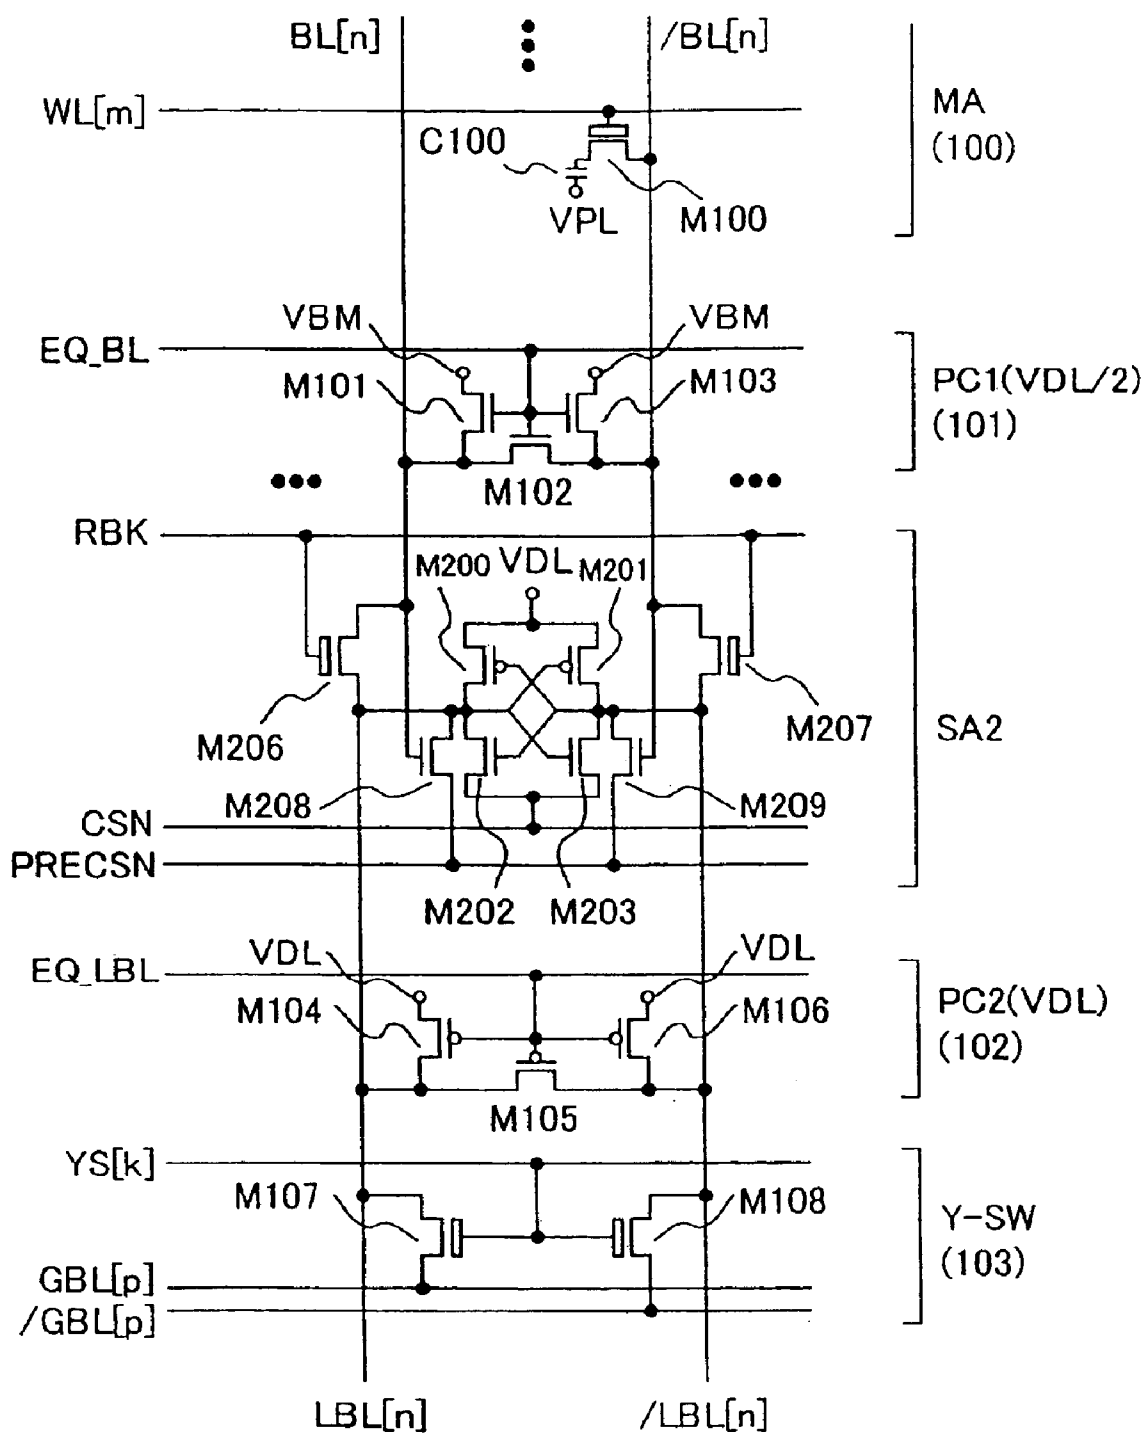 BL[n] /BL[n]
WL[m] MA
(100)
C100
VPL M100
VBM VBM
EQ_BL PC1(VDL/2)
(101)
M101 M103
M102
RBK
M200 VDL M201
M206 M207 SA2
M208 M209
CSN
PRECSN
M202 M203
VDL VDL
EQ_LBL PC2(VDL)
(102)
M104 M106
M105
YS[k]
M107 M108 Y-SW
(103)
GBL[p]
/GBL[p]
LBL[n] /LBL[n]